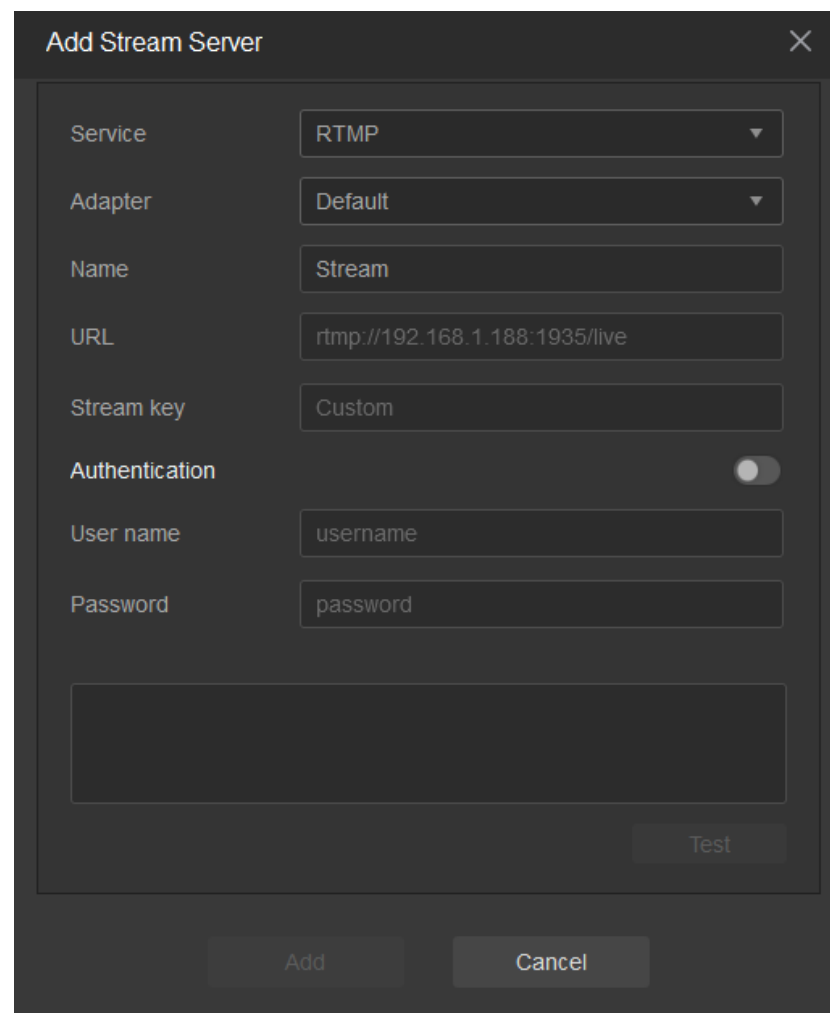 Add Stream Server
Service RTMP
Adapter Default
Name Stream
URL rtmp://192.168.1.188:1935/live
Stream key Custom
Authentication
User name username
Password password
Test
Add Cancel